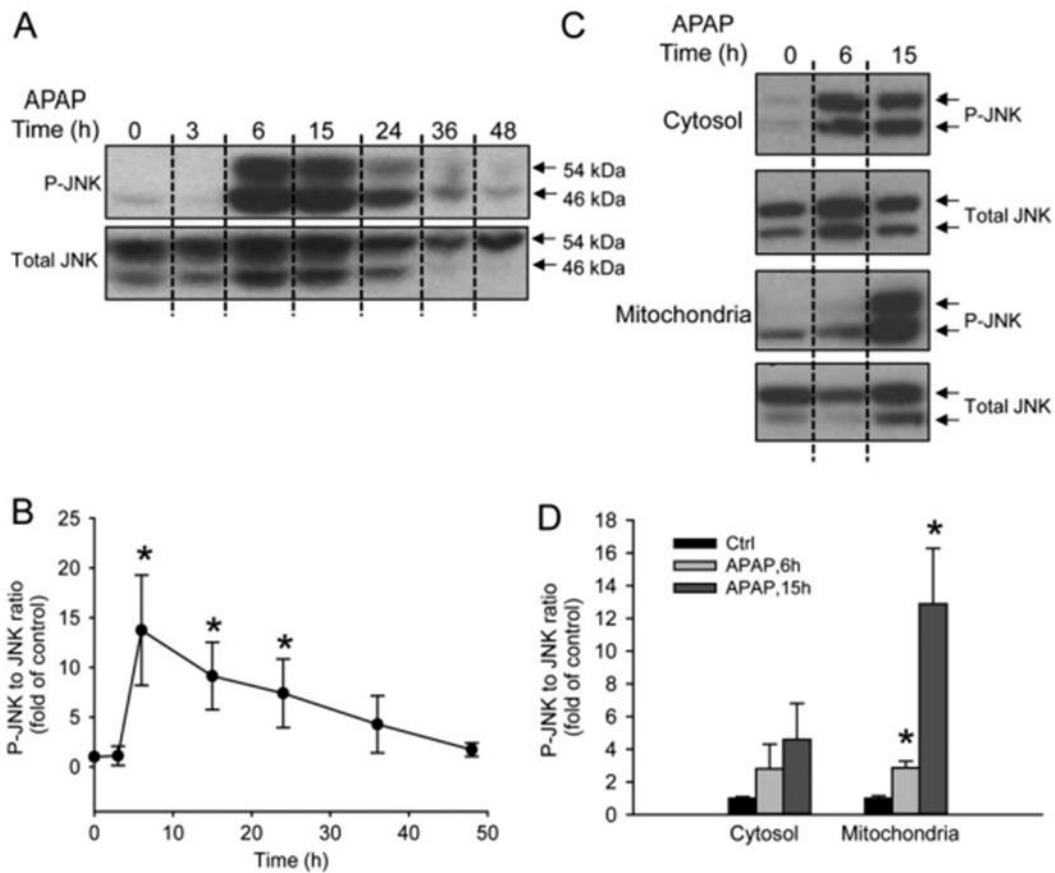 A
APAP
Time (h) 0 3 6 15 24 36 48
P-JNK
54 kDa
46 kDa
Total JNK
54 kDa
46 kDa
C
APAP
Time (h) 0 6 15
Cytosol
P-JNK
Total JNK
Mitochondria
P-JNK
Total JNK
B
P-JNK to JNK ratio
(fold of control)
25
20
15
10
5
0
*
*
*
0 10 20 30 40 50
Time (h)
D
P-JNK to JNK ratio
(fold of control)
18
16
14
12
10
8
6
4
2
0
Ctrl
APAP,6h
APAP,15h
*
*
Cytosol Mitochondria